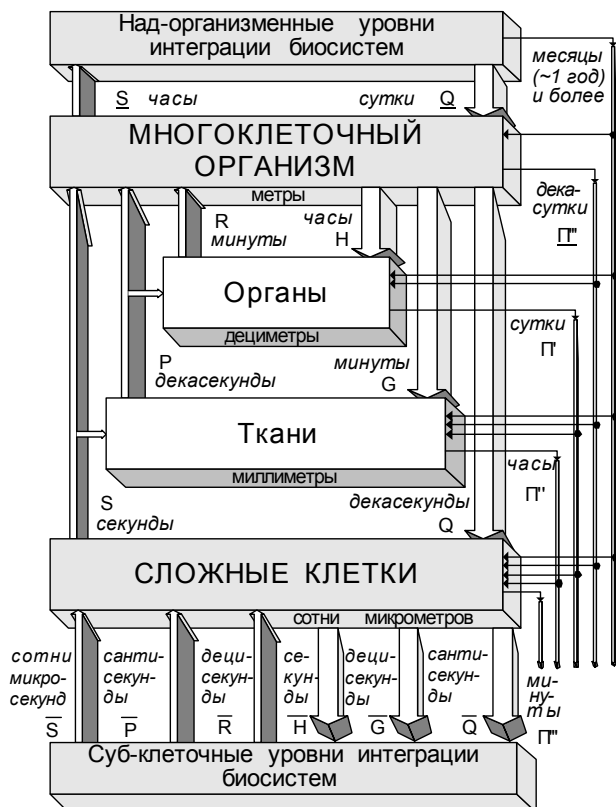 Над-организменные уровни
интеграции биосистем
месяцы
(~1 год)
и более
S часы
сутки Q
МНОГОКЛЕТОЧНЫЙ
ОРГАНИЗМ
метры
дека-
сутки
П'''
R
минуты
часы
H
Органы
дециметры
сутки
П'
P
декасекунды
минуты
G
Ткани
миллиметры
часы
П''
S
секунды
декасекунды
Q
СЛОЖНЫЕ КЛЕТКИ
сотни микрометров
сотни
микро-
секунд
S
санти-
секун-
ды
P
деци-
секун-
ды
R
се-
кун-
ды
H
деци-
секун-
ды
G
санти-
секун-
ды
Q
ми-
ну-
ты
П'''
Суб-клеточные уровни интеграции
биосистем